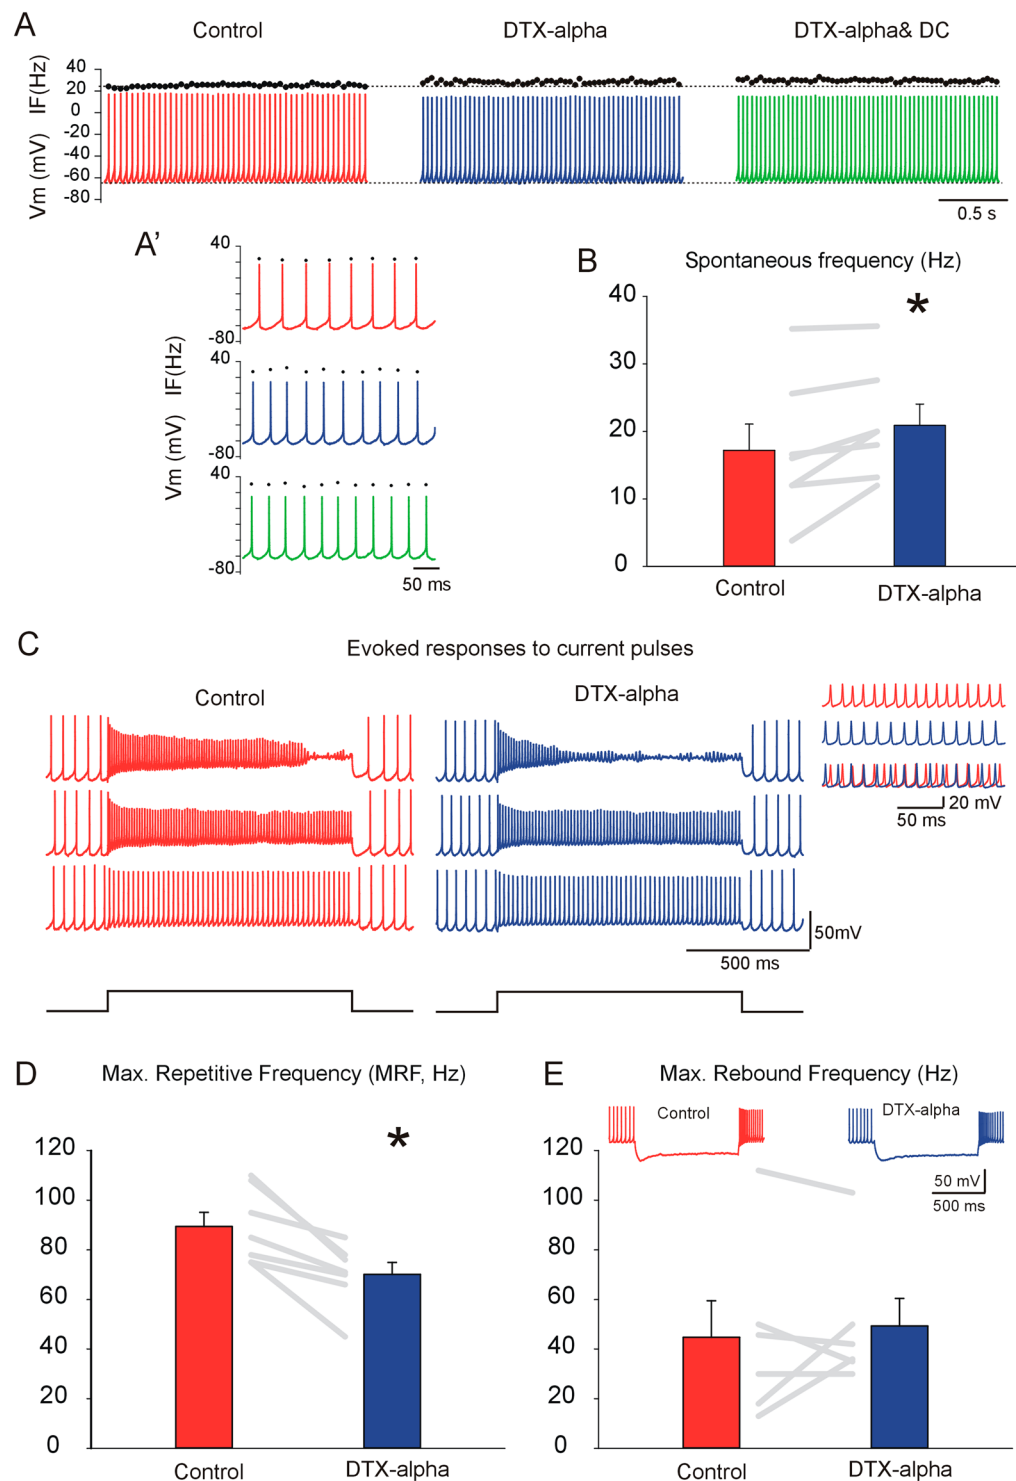 A
Control
DTX-alpha
DTX-alpha& DC
Vm (mV) IF(Hz)
40
20
0
-20
-40
-60
-80
0.5 s
A'
Vm (mV) IF(Hz)
40
-80
40
-80
40
-80
50 ms
B
Spontaneous frequency (Hz)
40
30
20
10
0
*
Control
DTX-alpha
C
Evoked responses to current pulses
Control
DTX-alpha
20 mV
50 ms
50mV
500 ms
D
Max. Repetitive Frequency (MRF, Hz)
120
100
80
60
40
20
0
*
Control
DTX-alpha
E
Max. Rebound Frequency (Hz)
Control
DTX-alpha
50 mV
500 ms
120
100
80
60
40
20
0
Control
DTX-alpha